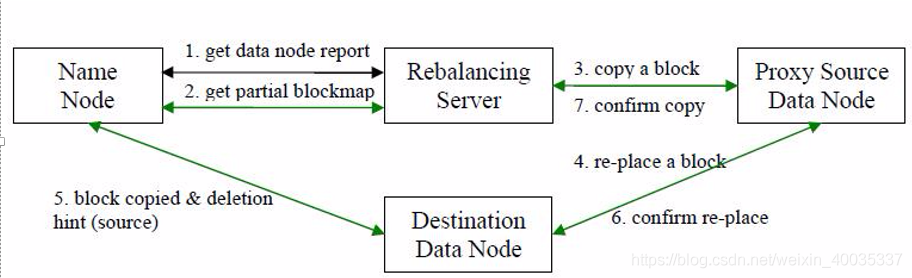 1. get data node report
Name
Node
2. get partial blockmap
Rebalancing
Server
3. copy a block
7. confirm copy
Proxy Source
Data Node
4. re-place a block
5. block copied & deletion
hint (source)
Destination
Data Node
6. confirm re-place
https://blog.csdn.net/weixin_40035337